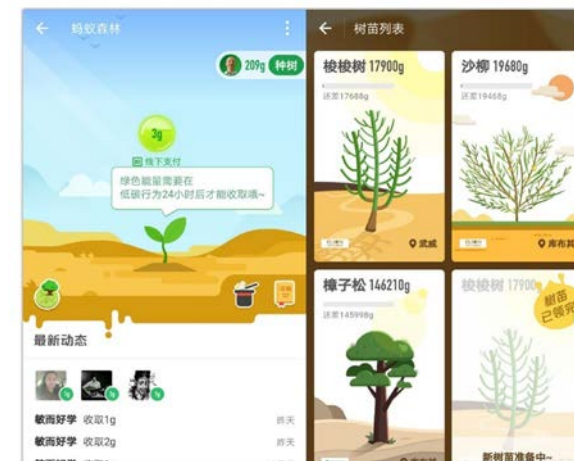 蚂蚁森林
209g 种树
3g
线下支付
绿色能量需要在
低碳行为24小时后才能收取哦~
最新动态
敏而好学 收取1g 昨天
敏而好学 收取2g 昨天
树苗列表
梭梭树 17900g
还差17688g
武威
沙柳 19680g
还差19468g
库布其
樟子松 146210g
还差145998g
梭梭树 17900
树苗
已领完
新树苗准备中~